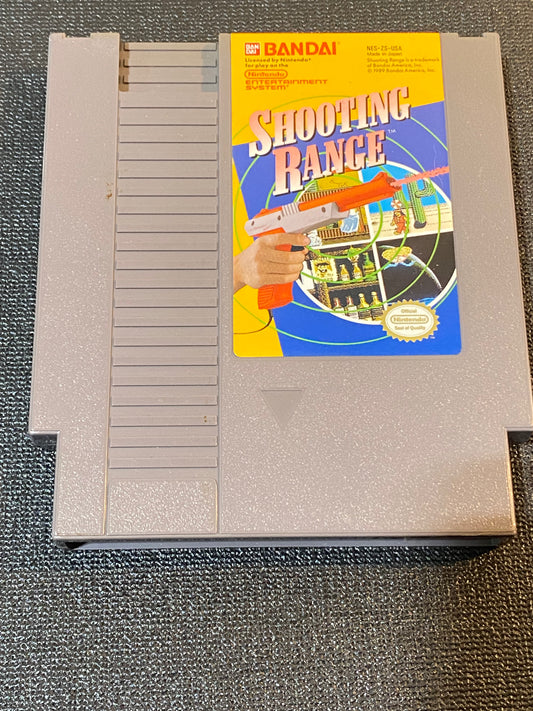 BAN
DAI
BANDAI
Licensed by Nintendo®
for play on the
Nintendo
ENTERTAINMENT
SYSTEM®
NES-ZS-USA
Made in Japan
Shooting Range is a trademark
of Bandai America, Inc.
© 1989 Bandai America, Inc.
SHOOTING
RANGE™
Official
Nintendo
Seal of Quality